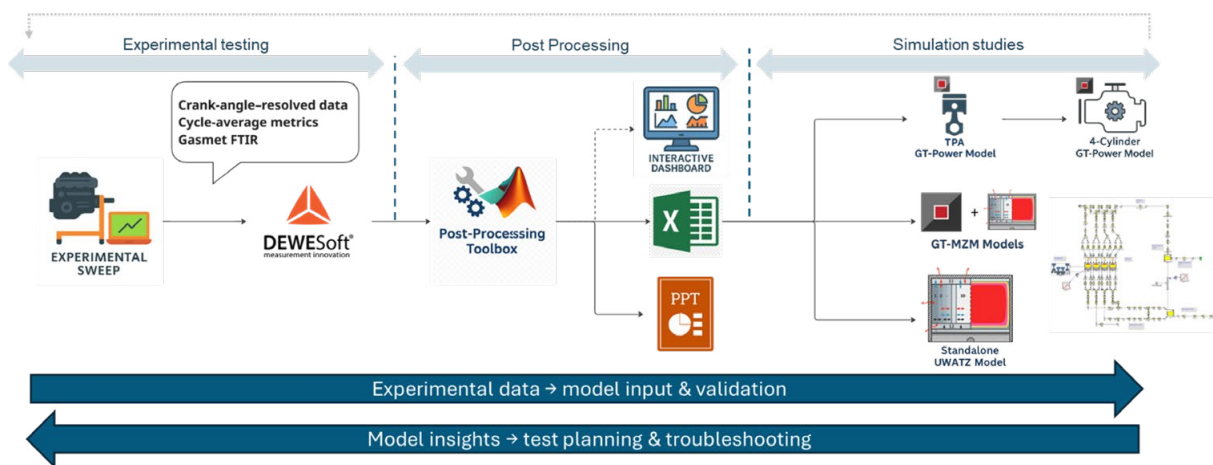 Experimental testing
Post Processing
Simulation studies
Crank-angle–resolved data
Cycle-average metrics
Gasmet FTIR
EXPERIMENTAL
SWEEP
DEWESoft®
measurement innovation
Post-Processing
Toolbox
INTERACTIVE
DASHBOARD
X
PPT
TPA
GT-Power Model
4-Cylinder
GT-Power Model
+
GT-MZM Models
Standalone
UWATZ Model
Experimental data → model input & validation
Model insights → test planning & troubleshooting